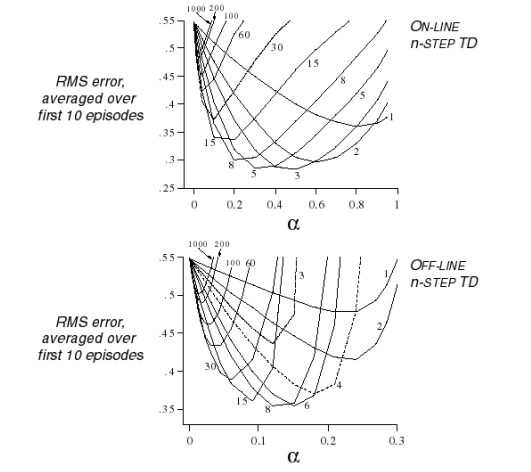 1000 200
100
60
30
15
8
5
1
2
3
5
8
15
.55
.5
.45
.4
.35
.3
.25
0 0.2 0.4 0.6 0.8 1
α
RMS error,
averaged over
first 10 episodes
ON-LINE
n-STEP TD
1000 200
100 60
3
1
2
4
6
8
15
30
.55
.5
.45
.4
.35
0 0.1 0.2 0.3
α
RMS error,
averaged over
first 10 episodes
OFF-LINE
n-STEP TD